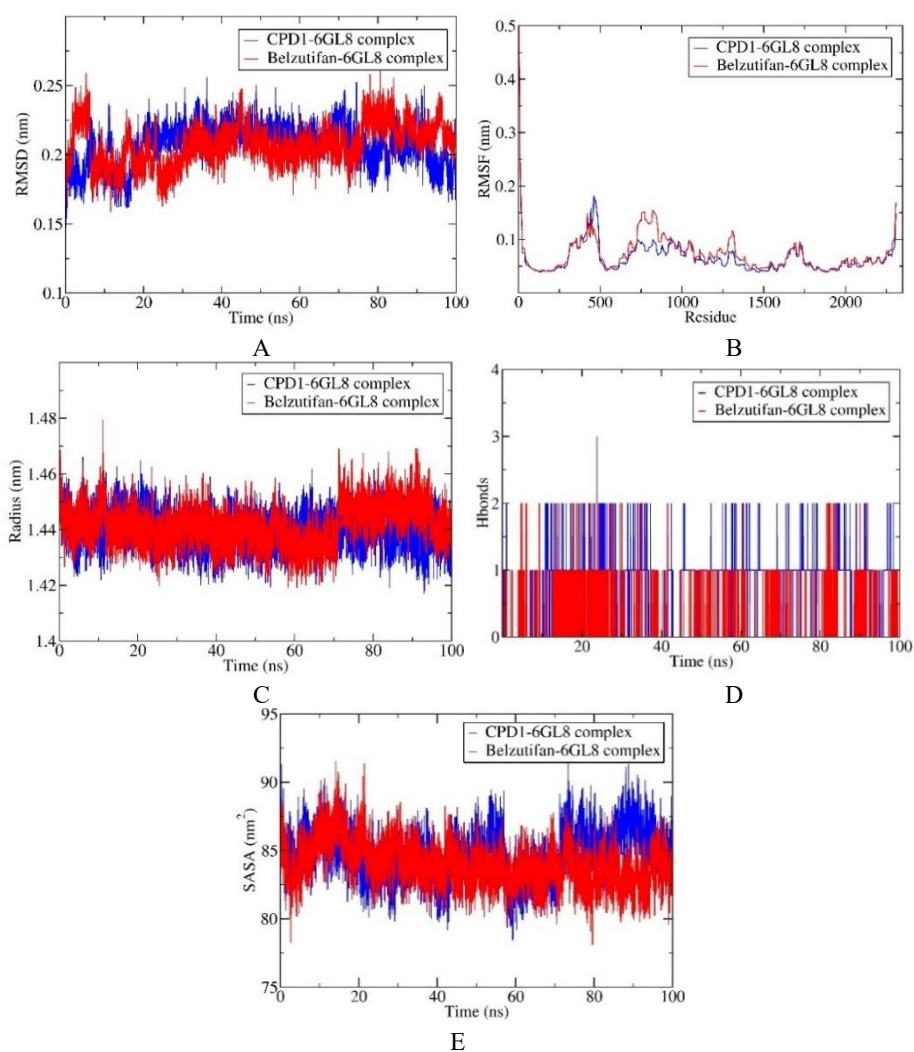 CPD1-6GL8 complex
Belzutifan-6GL8 complex
RMSD (nm)
0.25
0.2
0.15
0.1
0 20 40 60 80 100
Time (ns)
A
CPD1-6GL8 complex
Belzutifan-6GL8 complex
RMSF (nm)
0.5
0.4
0.3
0.2
0.1
0 500 1000 1500 2000
Residue
B
CPD1-6GL8 complex
Belzutifan-6GL8 complex
Radius (nm)
1.48
1.46
1.44
1.42
1.4
0 20 40 60 80 100
Time (ns)
C
CPD1-6GL8 complex
Belzutifan-6GL8 complex
Hbonds
4
3
2
1
0
0 20 40 60 80 100
Time (ns)
D
CPD1-6GL8 complex
Belzutifan-6GL8 complex
SASA (nm²)
95
90
85
80
75
0 20 40 60 80 100
Time (ns)
E